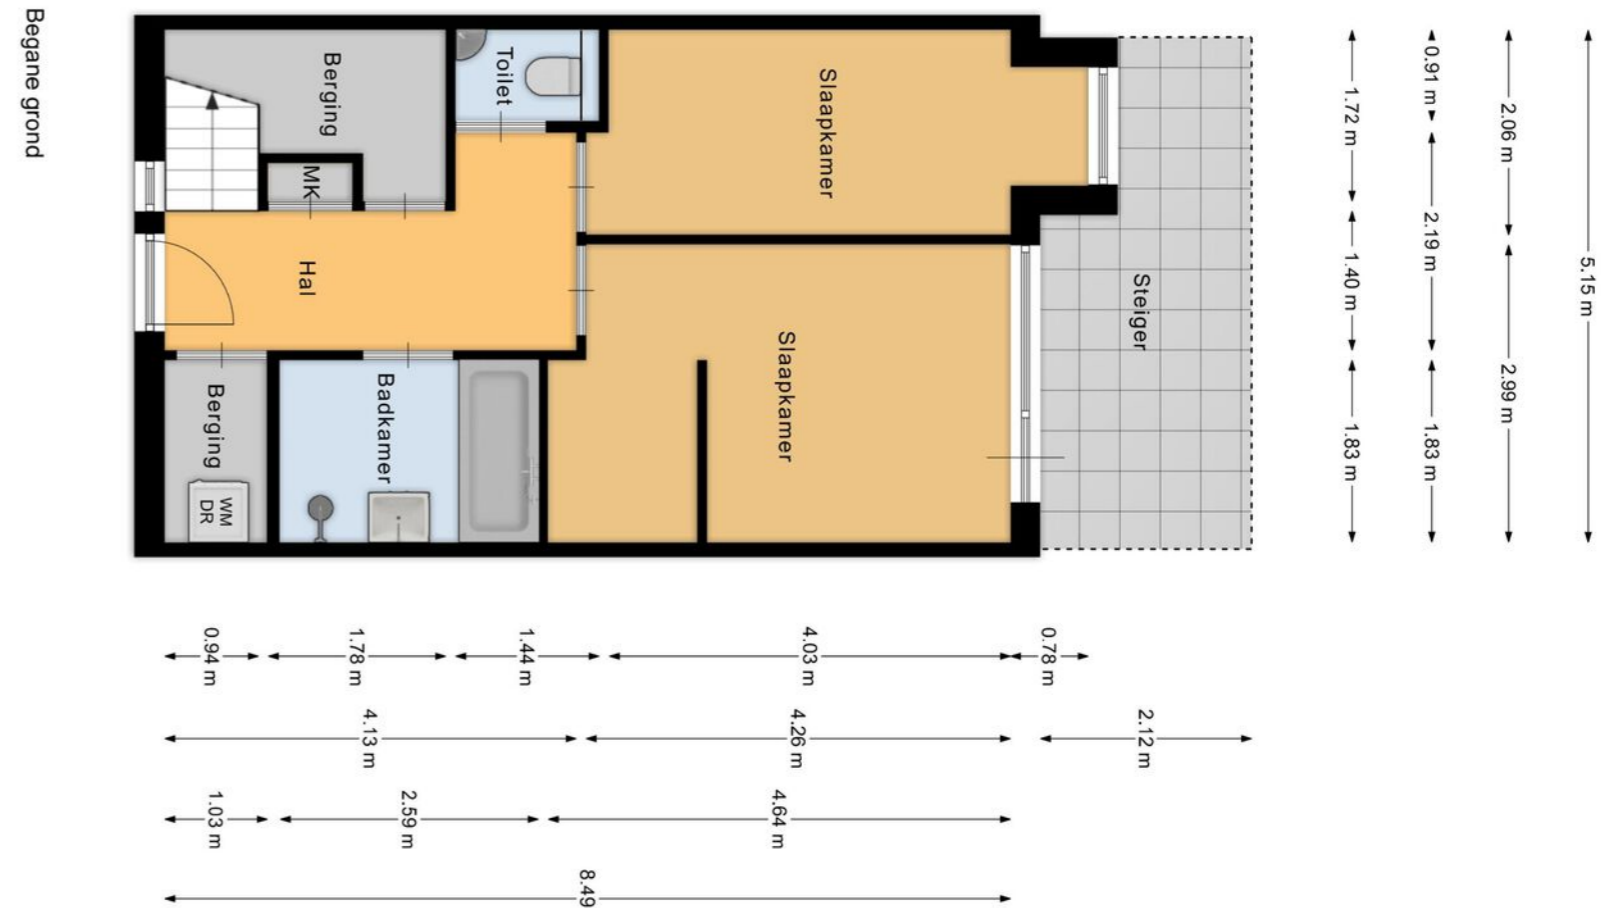 Begane grond
Berging
Toilet
Slaapkamer
MK
Hal
Steiger
Slaapkamer
Berging
WM
DR
Badkamer
0.91 m
1.72 m
2.06 m
2.19 m
1.40 m
5.15 m
2.99 m
1.83 m
1.83 m
0.94 m
1.78 m
1.44 m
4.03 m
0.78 m
4.13 m
4.26 m
2.12 m
1.03 m
2.59 m
4.64 m
8.49